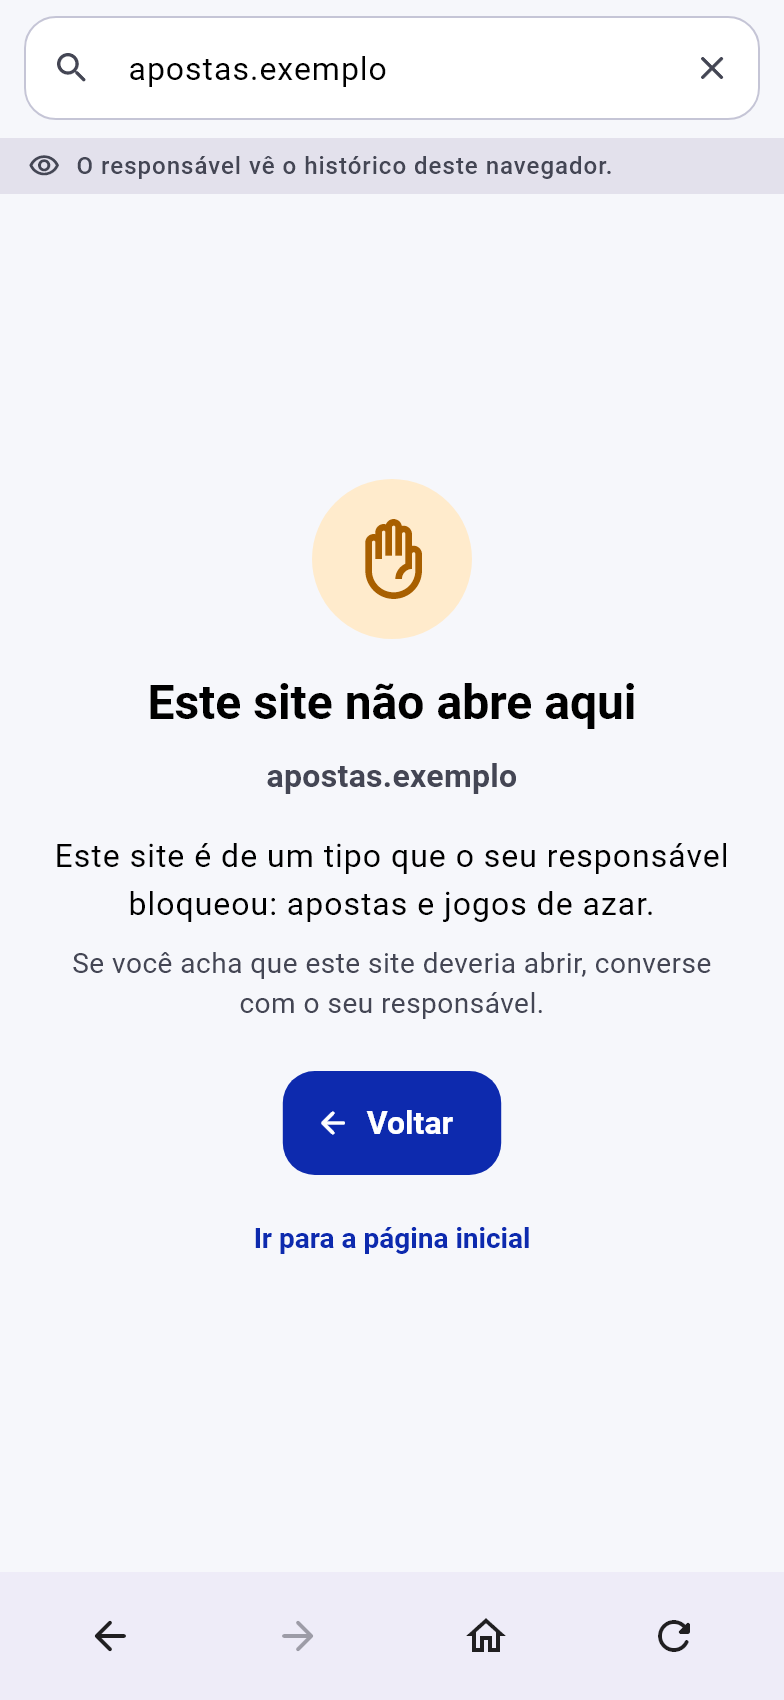 apostas.exemplo
O responsável vê o histórico deste navegador.
Este site não abre aqui
apostas.exemplo
Este site é de um tipo que o seu responsável
bloqueou: apostas e jogos de azar.
Se você acha que este site deveria abrir, converse
com o seu responsável.
Voltar
Ir para a página inicial